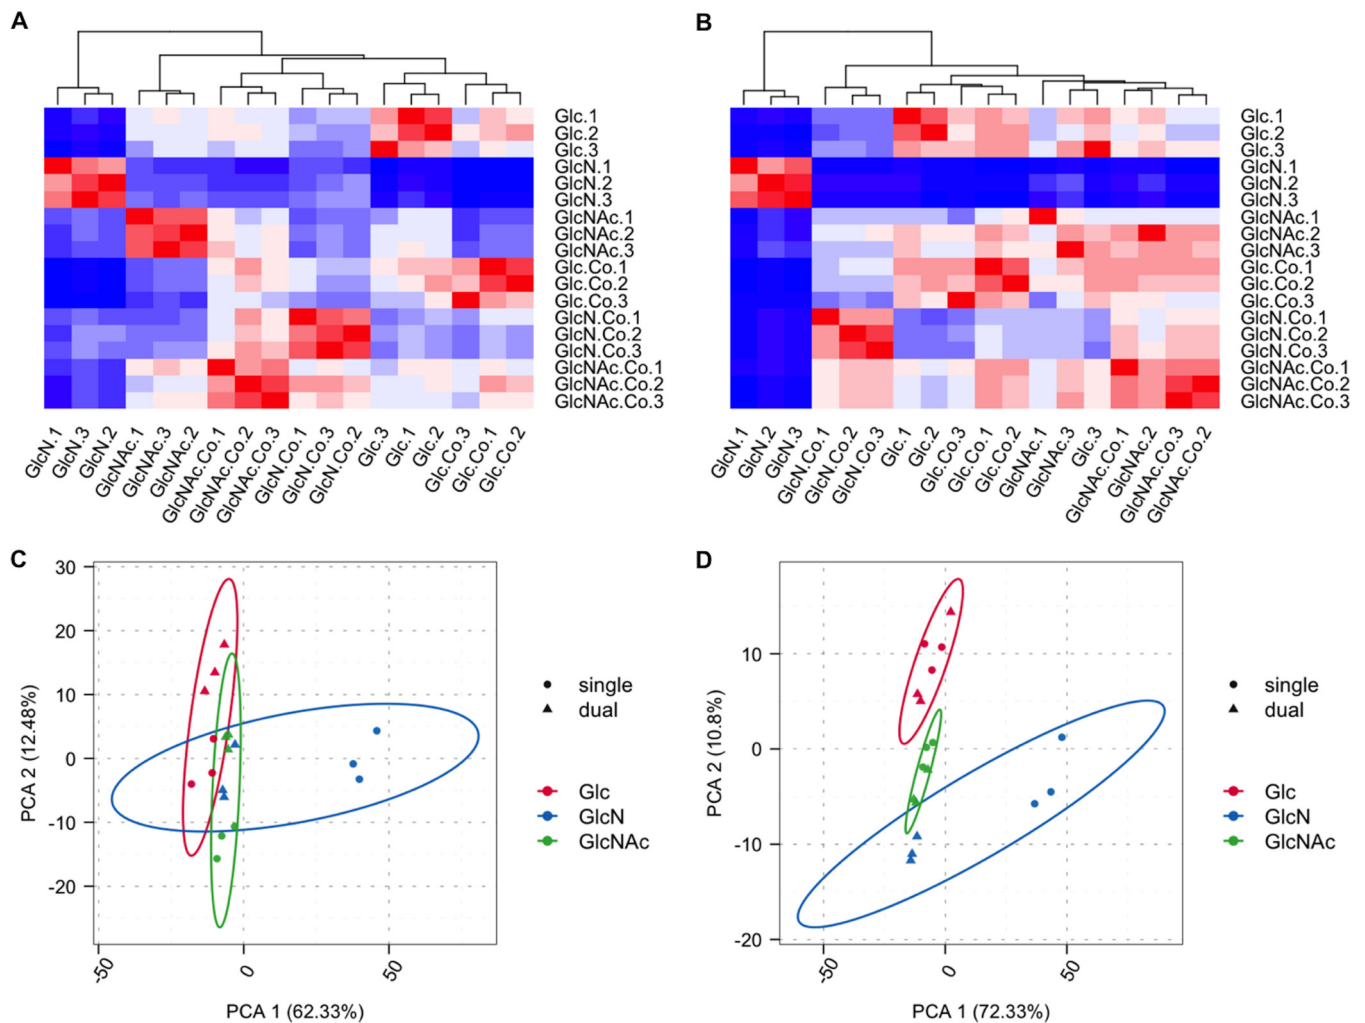 A
Glc.1
Glc.2
Glc.3
GlcN.1
GlcN.2
GlcN.3
GlcNAc.1
GlcNAc.2
GlcNAc.3
Glc.Co.1
Glc.Co.2
Glc.Co.3
GlcN.Co.1
GlcN.Co.2
GlcN.Co.3
GlcNAc.Co.1
GlcNAc.Co.2
GlcNAc.Co.3
GlcN.1
GlcN.3
GlcN.2
GlcNAc.1
GlcNAc.3
GlcNAc.2
GlcNAc.Co.1
GlcNAc.Co.2
GlcNAc.Co.3
GlcN.Co.1
GlcN.Co.3
GlcN.Co.2
Glc.3
Glc.1
Glc.2
Glc.Co.3
Glc.Co.1
Glc.Co.2
B
Glc.1
Glc.2
Glc.3
GlcN.1
GlcN.2
GlcN.3
GlcNAc.1
GlcNAc.2
GlcNAc.3
Glc.Co.1
Glc.Co.2
Glc.Co.3
GlcN.Co.1
GlcN.Co.2
GlcN.Co.3
GlcNAc.Co.1
GlcNAc.Co.2
GlcNAc.Co.3
GlcN.1
GlcN.2
GlcN.3
GlcN.Co.1
GlcN.Co.2
GlcN.Co.3
Glc.1
Glc.2
Glc.Co.3
Glc.Co.1
Glc.Co.2
GlcNAc.1
GlcNAc.3
Glc.3
GlcNAc.Co.1
GlcNAc.2
GlcNAc.Co.3
GlcNAc.Co.2
C
PCA 2 (12.48%)
30
20
10
0
-10
-20
-50
0
50
PCA 1 (62.33%)
single
dual
Glc
GlcN
GlcNAc
D
PCA 2 (10.8%)
10
0
-10
-20
-50
0
50
PCA 1 (72.33%)
single
dual
Glc
GlcN
GlcNAc